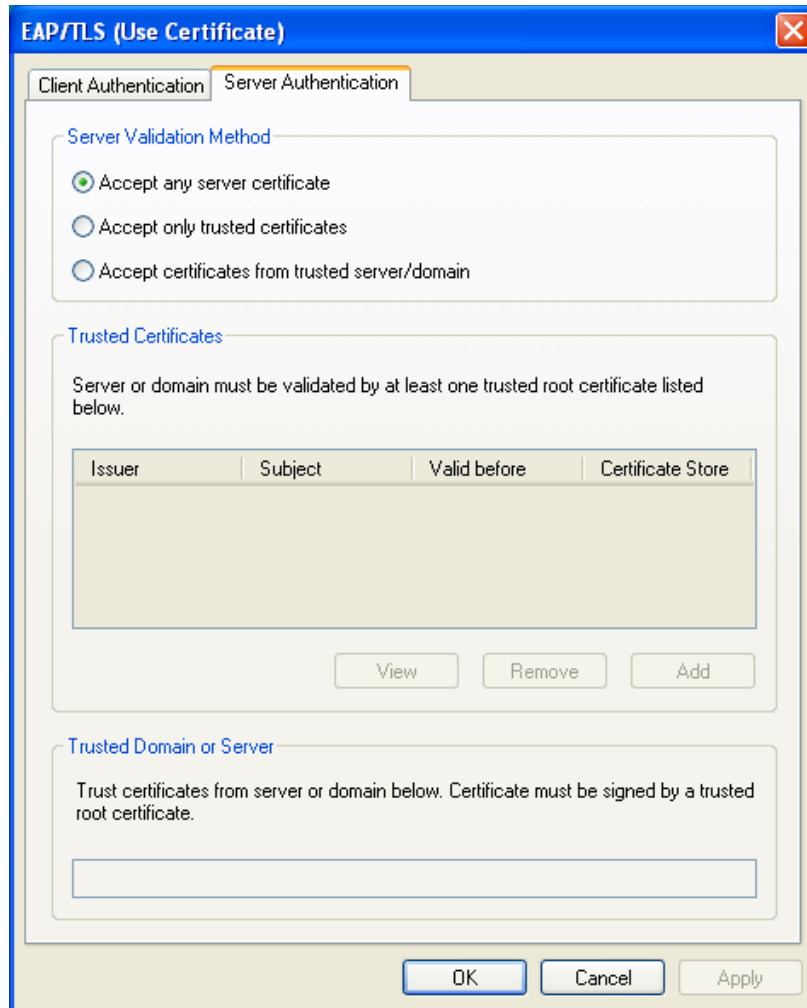 EAP/TLS (Use Certificate)
Client Authentication
Server Authentication
Server Validation Method
Accept any server certificate
Accept only trusted certificates
Accept certificates from trusted server/domain
Trusted Certificates
Server or domain must be validated by at least one trusted root certificate listed
below.
Issuer Subject Valid before Certificate Store
View Remove Add
Trusted Domain or Server
Trust certificates from server or domain below. Certificate must be signed by a trusted
root certificate.
OK Cancel Apply